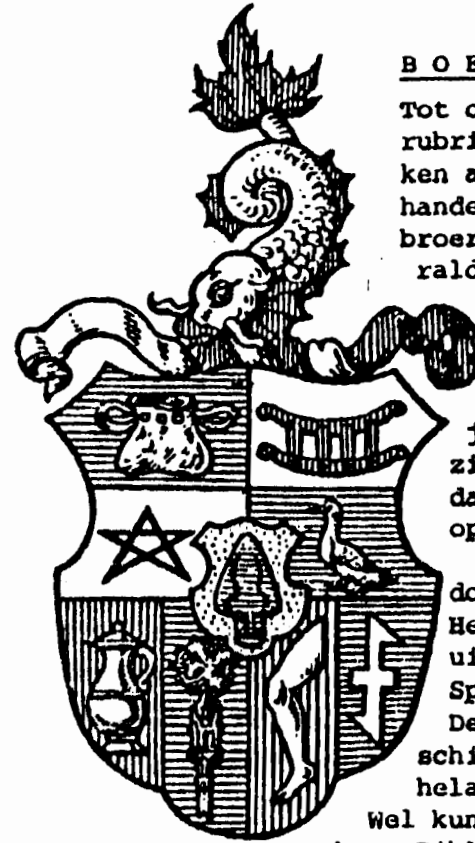 B O E
Tot o
rubri
ken a
hande
broer
rald
j
zi
da
op
do
He
ui
Sp
De
schi
hela
Wel kun